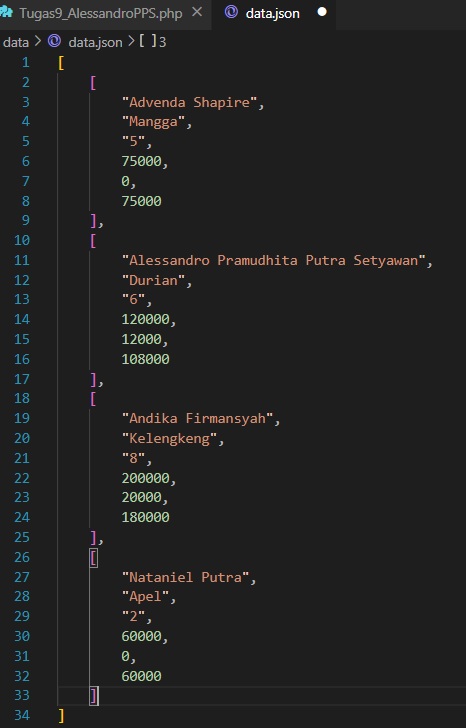 Tugas9_AlessandroPPS.php data.json
data > data.json > [ ] 3
1 [
2 [
3 "Advenda Shapire",
4 "Mangga",
5 "5",
6 75000,
7 0,
8 75000
9 ],
10 [
11 "Alessandro Pramudhita Putra Setyawan",
12 "Durian",
13 "6",
14 120000,
15 12000,
16 108000
17 ],
18 [
19 "Andika Firmansyah",
20 "Kelengkeng",
21 "8",
22 200000,
23 20000,
24 180000
25 ],
26 [
27 "Nataniel Putra",
28 "Apel",
29 "2",
30 60000,
31 0,
32 60000
33 ]
34 ]